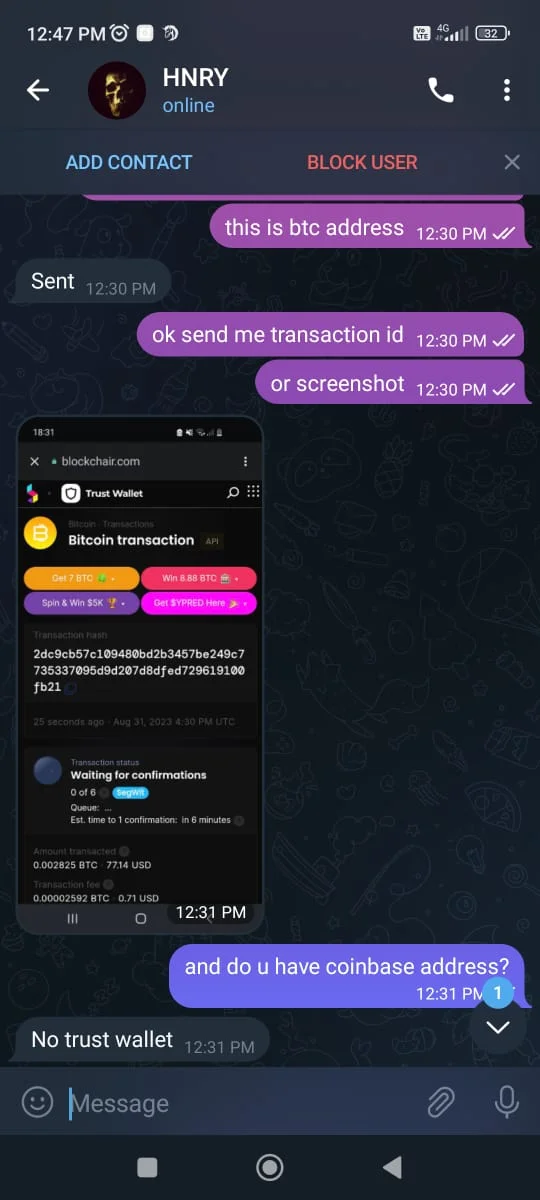 12:47 PM
Vo LTE 4G 32
HNRY
online
ADD CONTACT BLOCK USER
this is btc address 12:30 PM
Sent 12:30 PM
ok send me transaction id 12:30 PM
or screenshot 12:30 PM
18:31
blockchair.com
Trust Wallet
Bitcoin · Transactions
Bitcoin transaction API
Get 7 BTC Win 8.88 BTC
Spin & Win $5K Get $YPRED Here
Transaction hash
2dc9cb57c109480bd2b3457be249c7
735337095d9d207d8dfed729619100
fb21
25 seconds ago · Aug 31, 2023 4:30 PM UTC
Transaction status
Waiting for confirmations
0 of 6 SegWit
Queue: ...
Est. time to 1 confirmation: in 6 minutes
Amount transacted
0.002825 BTC · 77.14 USD
Transaction fee
0.00002592 BTC · 0.71 USD
12:31 PM
and do u have coinbase address?
12:31 PM
1
No trust wallet 12:31 PM
Message